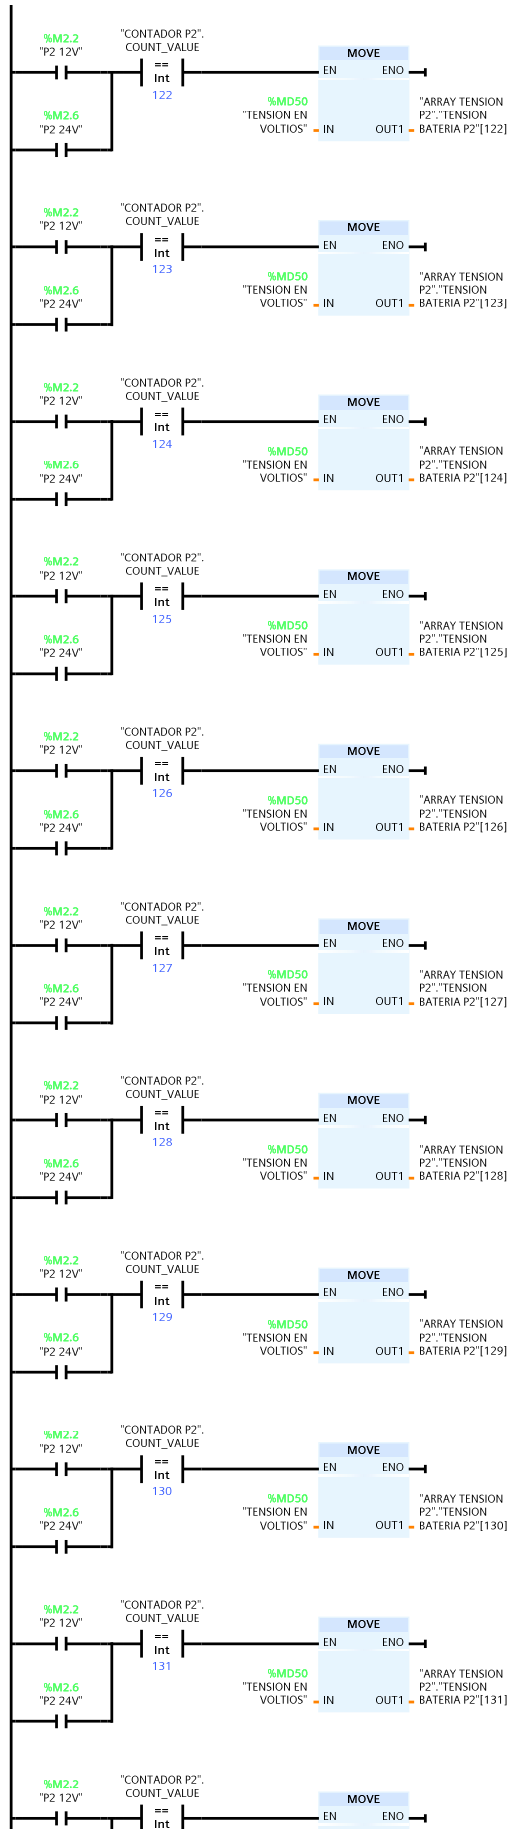 %M2.2
"P2 12V"
"CONTADOR P2".
COUNT_VALUE
==
Int
122
MOVE
EN ENO
%M2.6
"P2 24V"
%MD50
"TENSION EN
VOLTIOS"
IN OUT1
"ARRAY TENSION
P2"."TENSION
BATERIA P2"[122]
%M2.2
"P2 12V"
"CONTADOR P2".
COUNT_VALUE
==
Int
123
MOVE
EN ENO
%M2.6
"P2 24V"
%MD50
"TENSION EN
VOLTIOS"
IN OUT1
"ARRAY TENSION
P2"."TENSION
BATERIA P2"[123]
%M2.2
"P2 12V"
"CONTADOR P2".
COUNT_VALUE
==
Int
124
MOVE
EN ENO
%M2.6
"P2 24V"
%MD50
"TENSION EN
VOLTIOS"
IN OUT1
"ARRAY TENSION
P2"."TENSION
BATERIA P2"[124]
%M2.2
"P2 12V"
"CONTADOR P2".
COUNT_VALUE
==
Int
125
MOVE
EN ENO
%M2.6
"P2 24V"
%MD50
"TENSION EN
VOLTIOS"
IN OUT1
"ARRAY TENSION
P2"."TENSION
BATERIA P2"[125]
%M2.2
"P2 12V"
"CONTADOR P2".
COUNT_VALUE
==
Int
126
MOVE
EN ENO
%M2.6
"P2 24V"
%MD50
"TENSION EN
VOLTIOS"
IN OUT1
"ARRAY TENSION
P2"."TENSION
BATERIA P2"[126]
%M2.2
"P2 12V"
"CONTADOR P2".
COUNT_VALUE
==
Int
127
MOVE
EN ENO
%M2.6
"P2 24V"
%MD50
"TENSION EN
VOLTIOS"
IN OUT1
"ARRAY TENSION
P2"."TENSION
BATERIA P2"[127]
%M2.2
"P2 12V"
"CONTADOR P2".
COUNT_VALUE
==
Int
128
MOVE
EN ENO
%M2.6
"P2 24V"
%MD50
"TENSION EN
VOLTIOS"
IN OUT1
"ARRAY TENSION
P2"."TENSION
BATERIA P2"[128]
%M2.2
"P2 12V"
"CONTADOR P2".
COUNT_VALUE
==
Int
129
MOVE
EN ENO
%M2.6
"P2 24V"
%MD50
"TENSION EN
VOLTIOS"
IN OUT1
"ARRAY TENSION
P2"."TENSION
BATERIA P2"[129]
%M2.2
"P2 12V"
"CONTADOR P2".
COUNT_VALUE
==
Int
130
MOVE
EN ENO
%M2.6
"P2 24V"
%MD50
"TENSION EN
VOLTIOS"
IN OUT1
"ARRAY TENSION
P2"."TENSION
BATERIA P2"[130]
%M2.2
"P2 12V"
"CONTADOR P2".
COUNT_VALUE
==
Int
131
MOVE
EN ENO
%M2.6
"P2 24V"
%MD50
"TENSION EN
VOLTIOS"
IN OUT1
"ARRAY TENSION
P2"."TENSION
BATERIA P2"[131]
%M2.2
"P2 12V"
"CONTADOR P2".
COUNT_VALUE
==
Int
MOVE
EN ENO